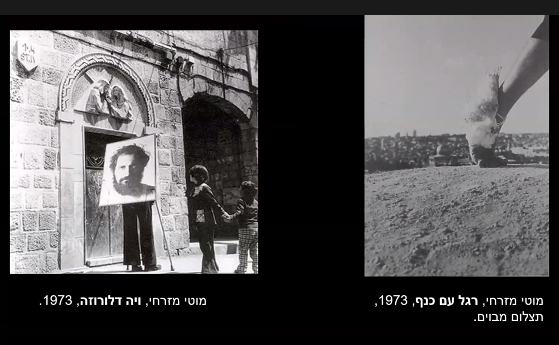 מוטי מזרחי, רגל עם כנף, 1973,
תצלום מבוים.
מוטי מזרחי, ויה דלורוזה, 1973.